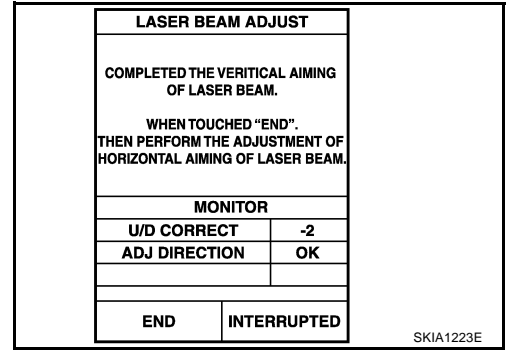 LASER BEAM ADJUST
COMPLETED THE VERITICAL AIMING
OF LASER BEAM.
WHEN TOUCHED “END”.
THEN PERFORM THE ADJUSTMENT OF
HORIZONTAL AIMING OF LASER BEAM.
MONITOR
U/D CORRECT -2
ADJ DIRECTION OK
END INTERRUPTED
SKIA1223E